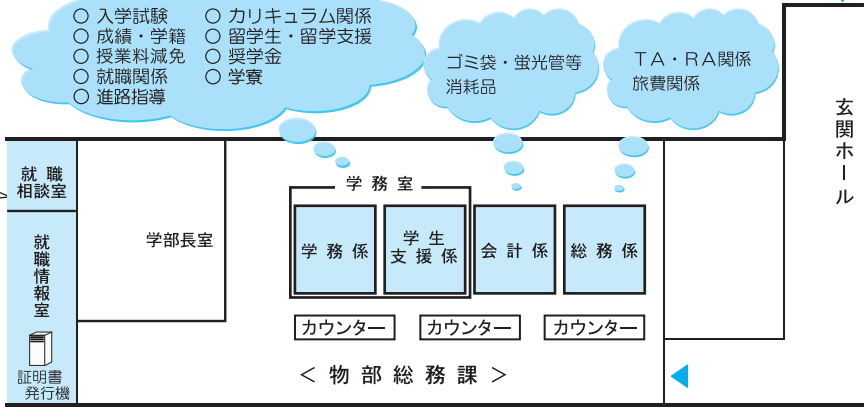 ○ 入学試験
○ 成績・学籍
○ 授業料減免
○ 就職関係
○ 進路指導
○ カリキュラム関係
○ 留学生・留学支援
○ 奨学金
○ 学寮
ゴミ袋・蛍光管等
消耗品
TA・RA関係
旅費関係
玄関ホール
就職
相談室
就職情報室
証明書
発行機
学部長室
学務室
学務係
学生
支援係
会計係
総務係
カウンター
カウンター
カウンター
＜物部総務課＞